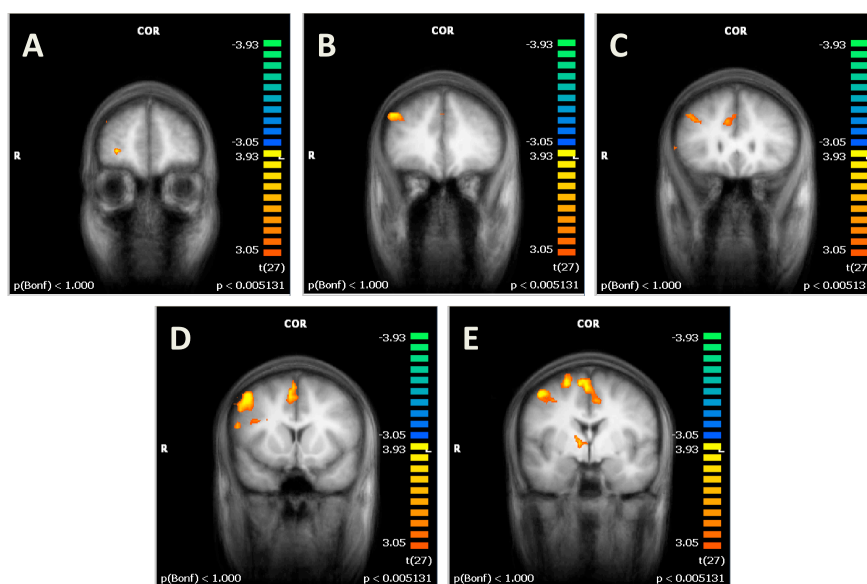 A
COR
-3.93
-3.05
3.93
R
L
3.05
t(27)
p(Bonf) < 1.000
p < 0.005131
B
COR
-3.93
-3.05
3.93
R
L
3.05
t(27)
p(Bonf) < 1.000
p < 0.005131
C
COR
-3.93
-3.05
3.93
R
L
3.05
t(27)
p(Bonf) < 1.000
p < 0.00513
D
COR
-3.93
-3.05
3.93
R
L
3.05
t(27)
p(Bonf) < 1.000
p < 0.005131
E
COR
-3.93
-3.05
3.93
R
L
3.05
t(27)
p(Bonf) < 1.000
p < 0.005131